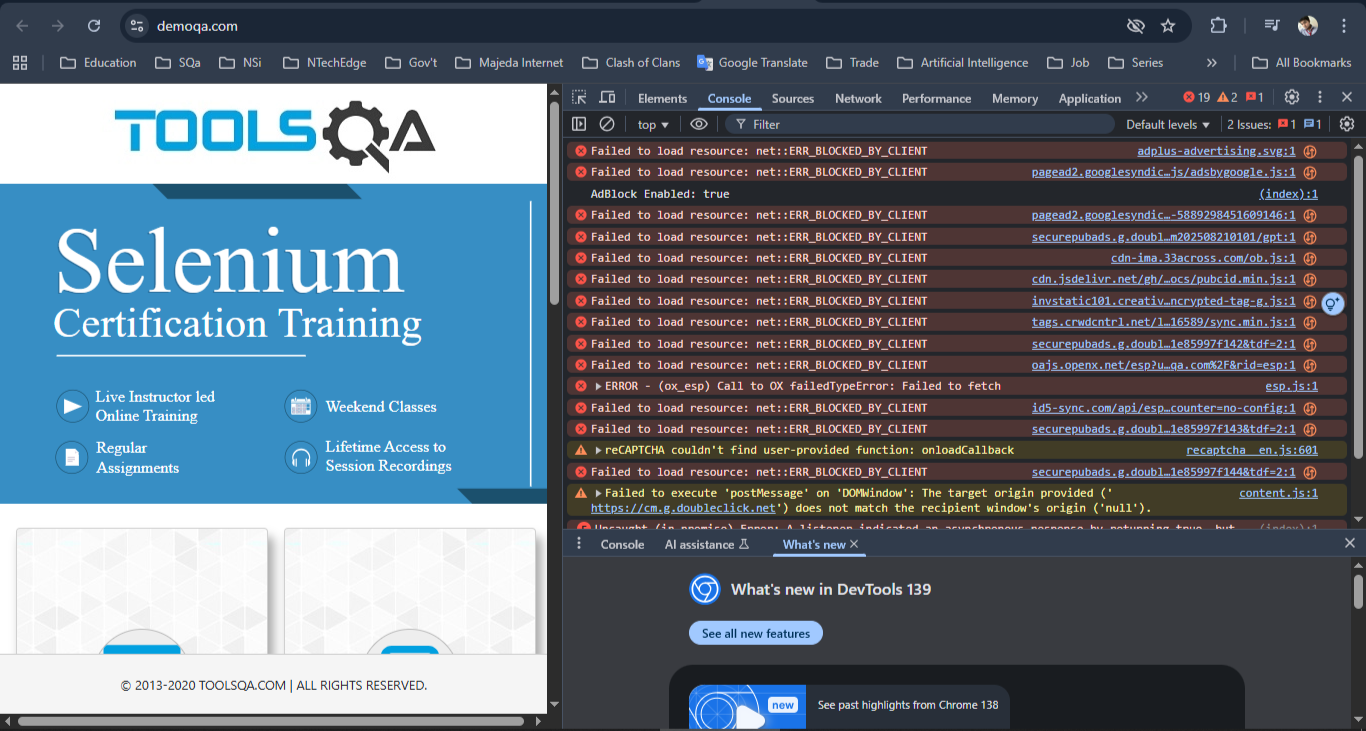 demoqa.com
Education SQa NSi NTechEdge Gov't Majeda Internet Clash of Clans Google Translate Trade Artificial Intelligence Job Series » All Bookmarks
TOOLSQA
Selenium
Certification Training
Live Instructor led
Online Training
Weekend Classes
Regular
Assignments
Lifetime Access to
Session Recordings
© 2013-2020 TOOLSQA.COM | ALL RIGHTS RESERVED.
Elements Console Sources Network Performance Memory Application » 19 2 1
top Filter Default levels 2 Issues: 1 1
Failed to load resource: net::ERR_BLOCKED_BY_CLIENT adplus-advertising.svg:1
Failed to load resource: net::ERR_BLOCKED_BY_CLIENT pagead2.googlesyndic…js/adsbygoogle.js:1
AdBlock Enabled: true (index):1
Failed to load resource: net::ERR_BLOCKED_BY_CLIENT pagead2.googlesyndic…-5889298451609146:1
Failed to load resource: net::ERR_BLOCKED_BY_CLIENT securepubads.g.doubl…m202508210101/gpt:1
Failed to load resource: net::ERR_BLOCKED_BY_CLIENT cdn-ima.33across.com/ob.js:1
Failed to load resource: net::ERR_BLOCKED_BY_CLIENT cdn.jsdelivr.net/gh/…ocs/pubcid.min.js:1
Failed to load resource: net::ERR_BLOCKED_BY_CLIENT invstatic101.creativ…ncrypted-tag-g.js:1
Failed to load resource: net::ERR_BLOCKED_BY_CLIENT tags.crwdcntrl.net/l…16589/sync.min.js:1
Failed to load resource: net::ERR_BLOCKED_BY_CLIENT securepubads.g.doubl…1e85997f142&tdf=2:1
Failed to load resource: net::ERR_BLOCKED_BY_CLIENT oajs.openx.net/esp?u…qa.com%2F&rid=esp:1
ERROR - (ox_esp) Call to OX failedTypeError: Failed to fetch esp.js:1
Failed to load resource: net::ERR_BLOCKED_BY_CLIENT id5-sync.com/api/esp…counter=no-config:1
Failed to load resource: net::ERR_BLOCKED_BY_CLIENT securepubads.g.doubl…1e85997f143&tdf=2:1
reCAPTCHA couldn't find user-provided function: onloadCallback recaptcha__en.js:601
Failed to load resource: net::ERR_BLOCKED_BY_CLIENT securepubads.g.doubl…1e85997f144&tdf=2:1
Failed to execute 'postMessage' on 'DOMWindow': The target origin provided (' content.js:1
https://cm.g.doubleclick.net') does not match the recipient window's origin ('null').
Uncaught (in promise) Error: A listener indicated an asynchronous response by returning true, but (index):1
Console AI assistance What's new
What's new in DevTools 139
See all new features
new
See past highlights from Chrome 138